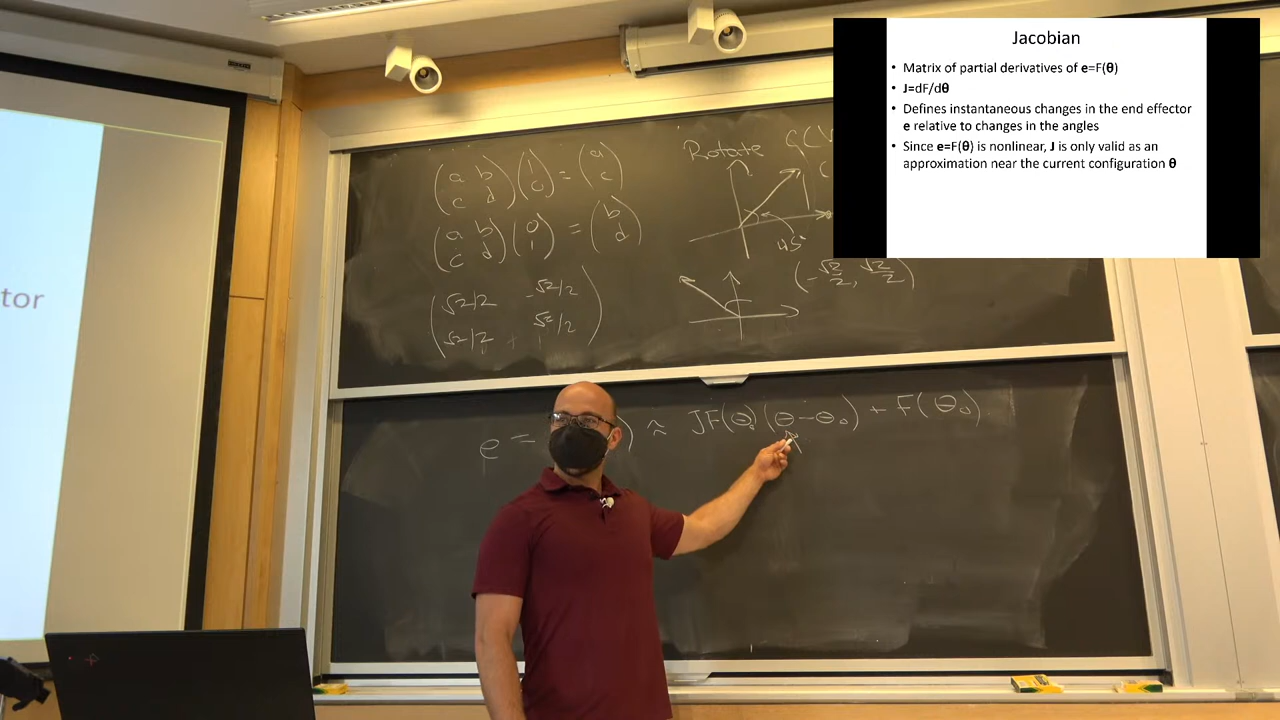 Jacobian
• Matrix of partial derivatives of e=F(θ)
• J=dF/dθ
• Defines instantaneous changes in the end effector
e relative to changes in the angles
• Since e=F(θ) is nonlinear, J is only valid as an
approximation near the current configuration θ
tor
(a b
c d) (1
0) = (a
c)
(a b
c d) (0
1) = (b
d)
(√2/2 -√2/2
√2/2 √2/2)
Rotate
45°
(-√2/2, √2/2)
e = ) ≈ JF(θ₀)(θ-θ₀) + F(θ₀)